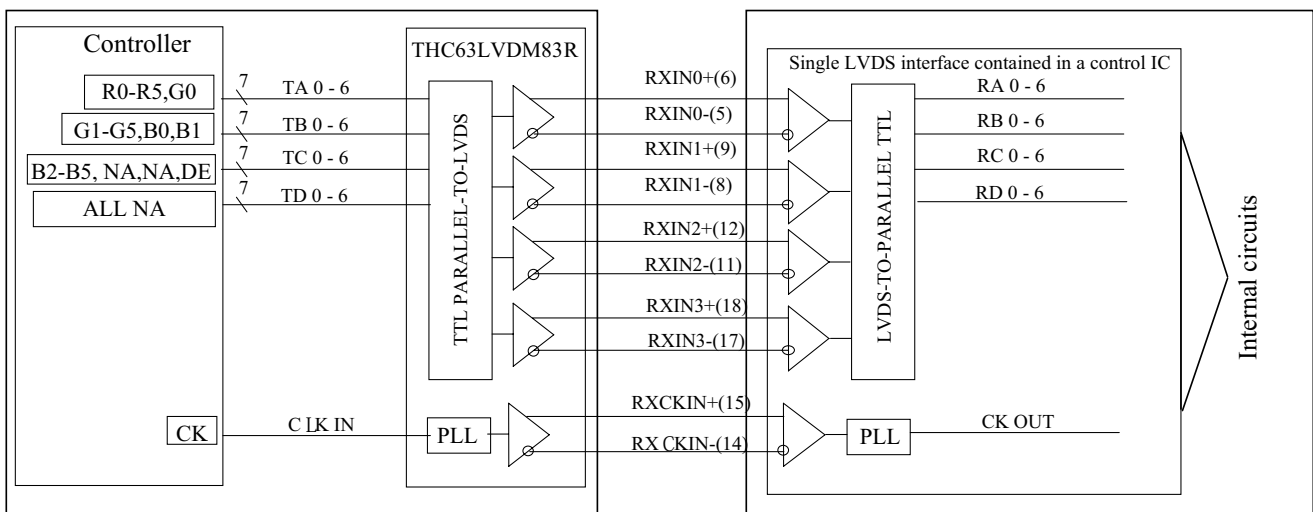 Controller
R0-R5,G0
G1-G5,B0,B1
B2-B5, NA,NA,DE
ALL NA
CK
7
TA 0 - 6
7
TB 0 - 6
7
TC 0 - 6
7
TD 0 - 6
CLK IN
THC63LVDM83R
TTL PARALLEL-TO-LVDS
PLL
RXIN0+(6)
RXIN0-(5)
RXIN1+(9)
RXIN1-(8)
RXIN2+(12)
RXIN2-(11)
RXIN3+(18)
RXIN3-(17)
RXCKIN+(15)
RXCKIN-(14)
Single LVDS interface contained in a control IC
LVDS-TO-PARALLEL TTL
PLL
RA 0 - 6
RB 0 - 6
RC 0 - 6
RD 0 - 6
CK OUT
Internal circuits